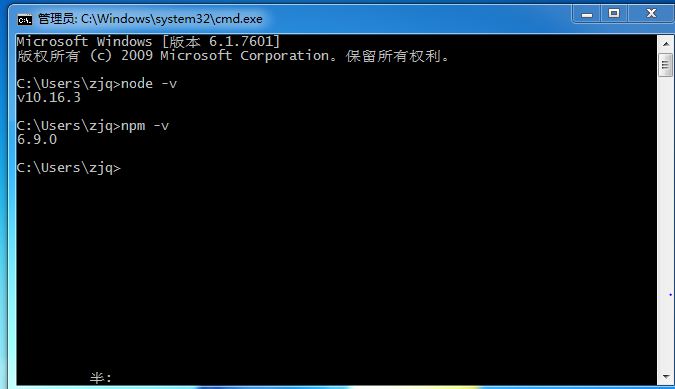 管理员: C:\Windows\system32\cmd.exe
Microsoft Windows [版本 6.1.7601]
版权所有 (c) 2009 Microsoft Corporation。保留所有权利。
C:\Users\zjq>node -v
v10.16.3
C:\Users\zjq>npm -v
6.9.0
C:\Users\zjq>
半: